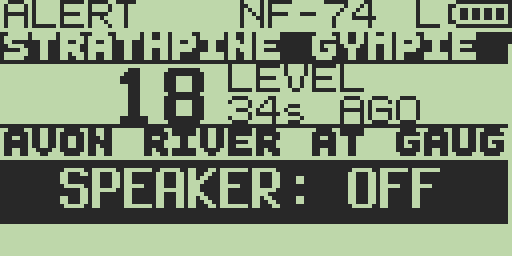 ALERT NF-74 L
STRATHPINE GYMPIE
18 LEVEL
34s AGO
AVON RIVER AT GAUG
SPEAKER: OFF